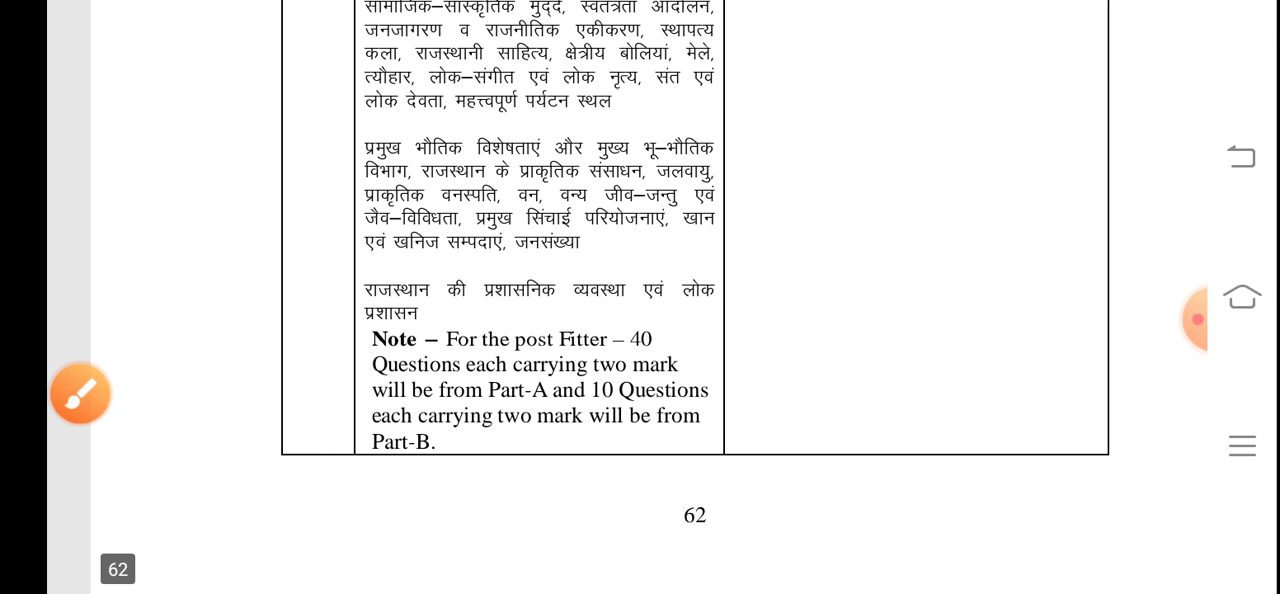 सामाजिक–सांस्कृतिक मुद्दे, स्वतंत्रता आंदोलन,
जनजागरण व राजनीतिक एकीकरण, स्थापत्य
कला, राजस्थानी साहित्य, क्षेत्रीय बोलियां, मेले,
त्यौहार, लोक–संगीत एवं लोक नृत्य, संत एवं
लोक देवता, महत्त्वपूर्ण पर्यटन स्थल
प्रमुख भौतिक विशेषताएं और मुख्य भू–भौतिक
विभाग, राजस्थान के प्राकृतिक संसाधन, जलवायु,
प्राकृतिक वनस्पति, वन, वन्य जीव–जन्तु एवं
जैव–विविधता, प्रमुख सिंचाई परियोजनाएं, खान
एवं खनिज सम्पदाएं, जनसंख्या
राजस्थान की प्रशासनिक व्यवस्था एवं लोक
प्रशासन
Note – For the post Fitter – 40
Questions each carrying two mark
will be from Part-A and 10 Questions
each carrying two mark will be from
Part-B.
62
62